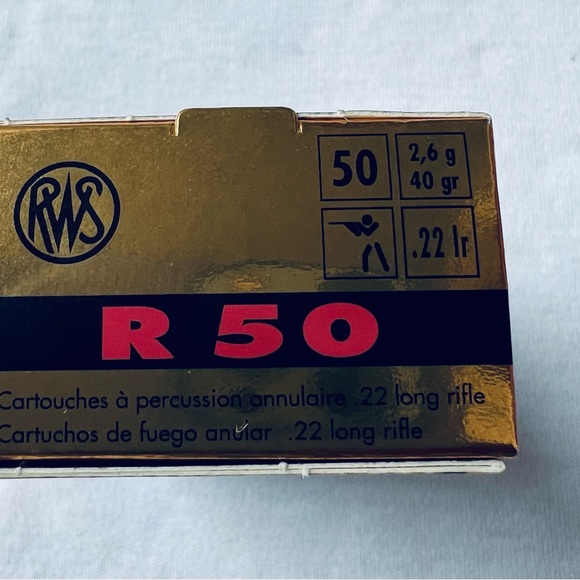 RWS
50
2,6 g
40 gr
.22 lr
R 50
Cartouches à percussion annulaire .22 long rifle
Cartuchos de fuego anular .22 long rifle